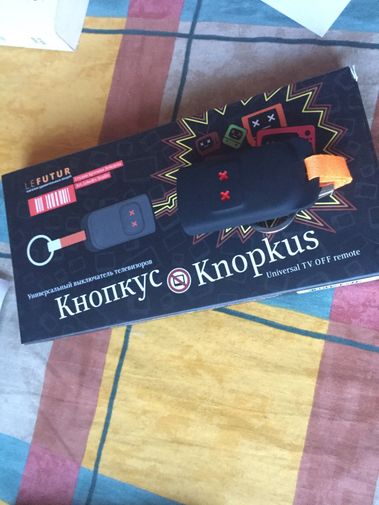 LEFUTUR
Универсальный выключатель телевизоров
Кнопкус
Knopkus
Universal TV OFF remote